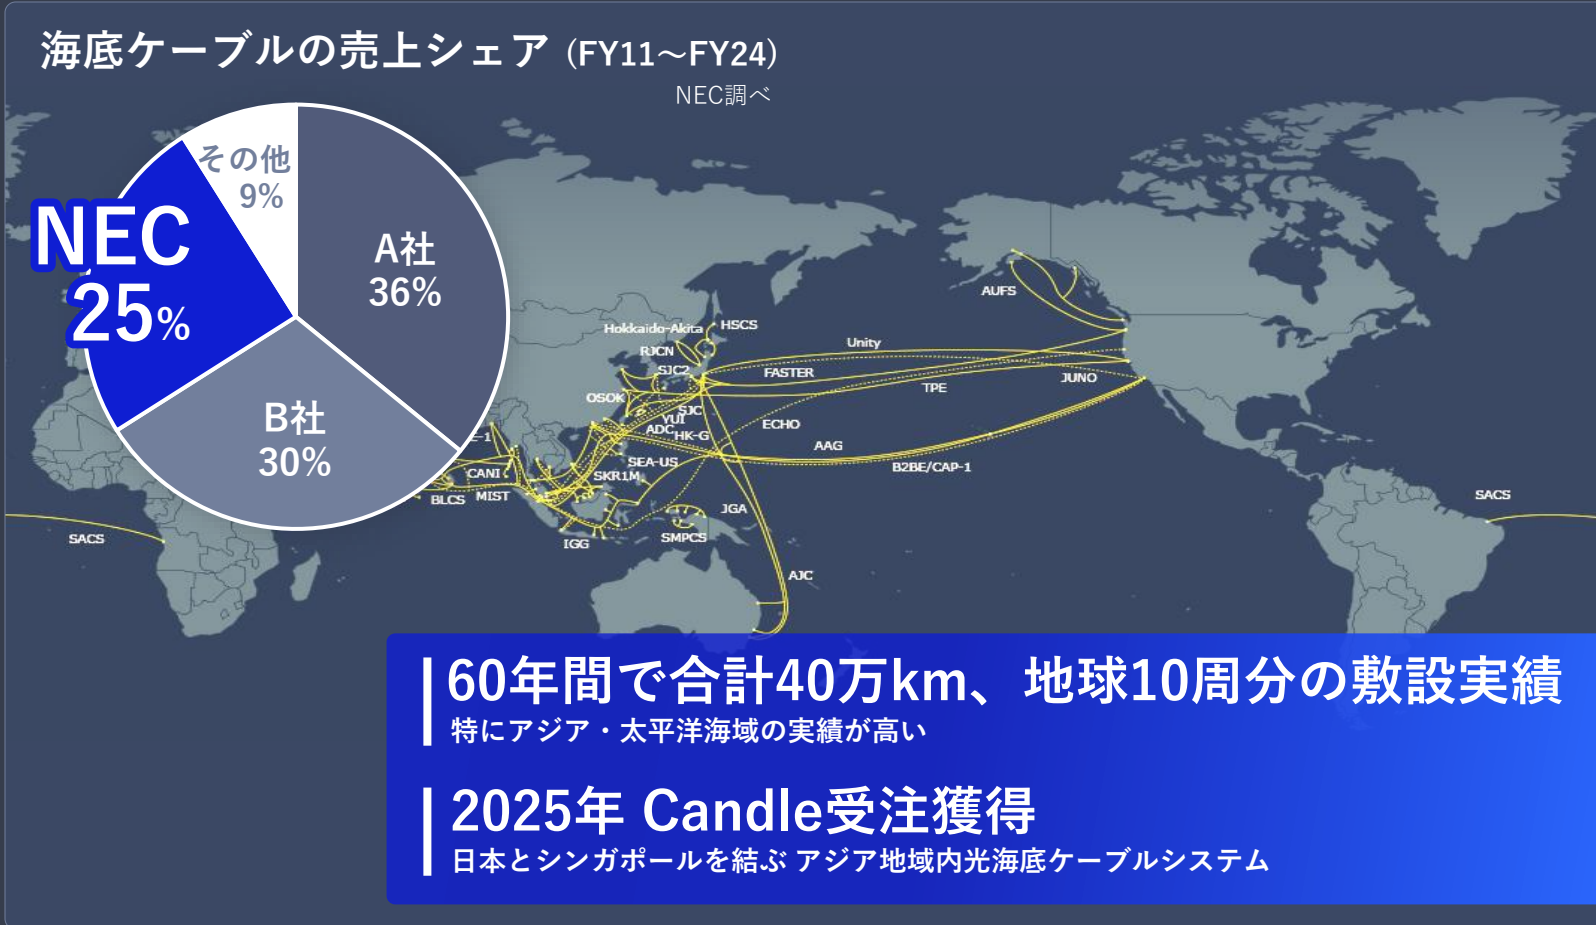 海底ケーブルの売上シェア (FY11～FY24)
NEC調べ
その他
9%
NEC
25%
A社
36%
B社
30%
AUFS
Hokkaido-Akita
HSCS
RJCN
Unity
SJC2
FASTER
JUNO
TPE
OSOK
SJC
YUI
ADC
HK-G
ECHO
AAG
B2BE/CAP-1
SEA-US
CANI
SKR1M
BLCS
MIST
JGA
SACS
SACS
IGG
SMPCS
AJC
60年間で合計40万km、地球10周分の敷設実績
特にアジア・太平洋海域の実績が高い
2025年 Candle受注獲得
日本とシンガポールを結ぶ アジア地域内光海底ケーブルシステム